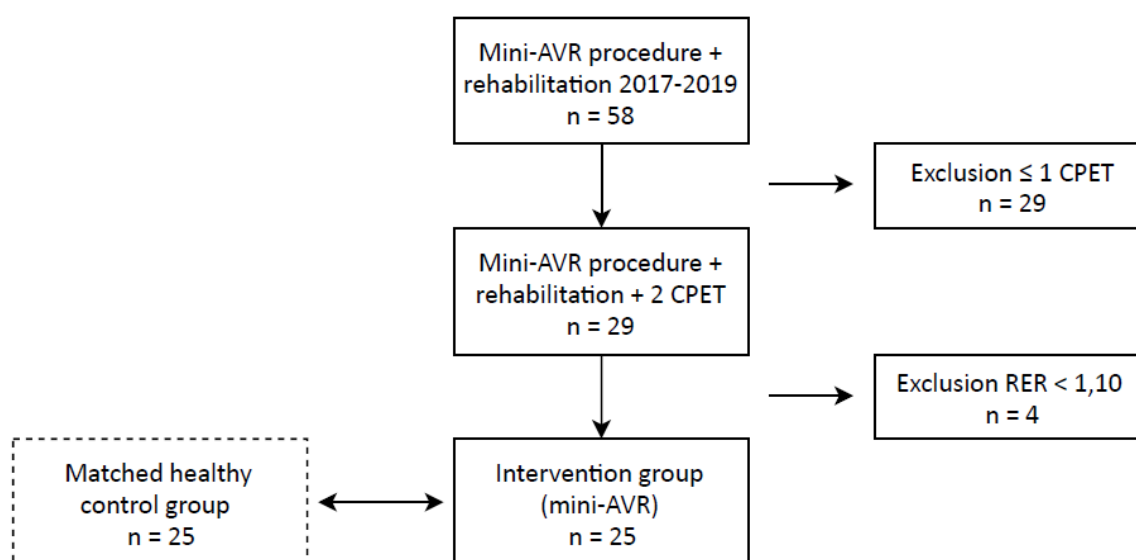 Mini-AVR procedure +
rehabilitation 2017-2019
n = 58
Exclusion ≤ 1 CPET
n = 29
Mini-AVR procedure +
rehabilitation + 2 CPET
n = 29
Exclusion RER < 1,10
n = 4
Matched healthy
control group
n = 25
Intervention group
(mini-AVR)
n = 25